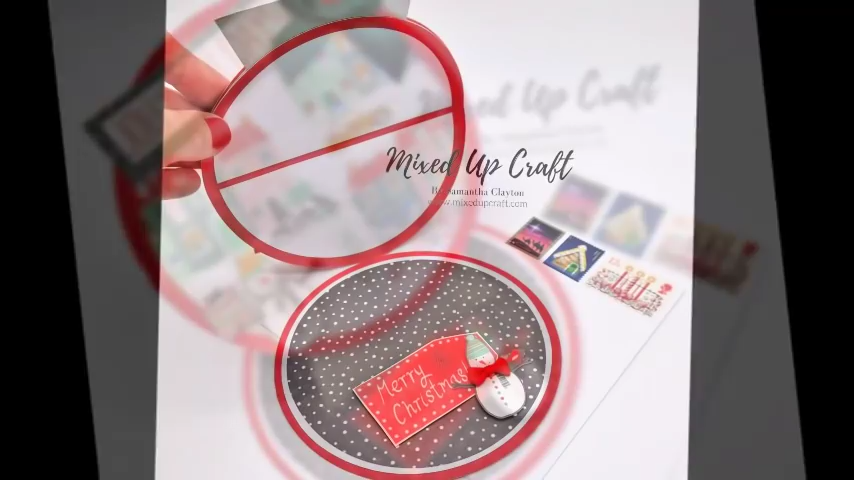 Mixed Up Craft
By Samantha Clayton
www.mixedupcraft.com
Merry
Christmas